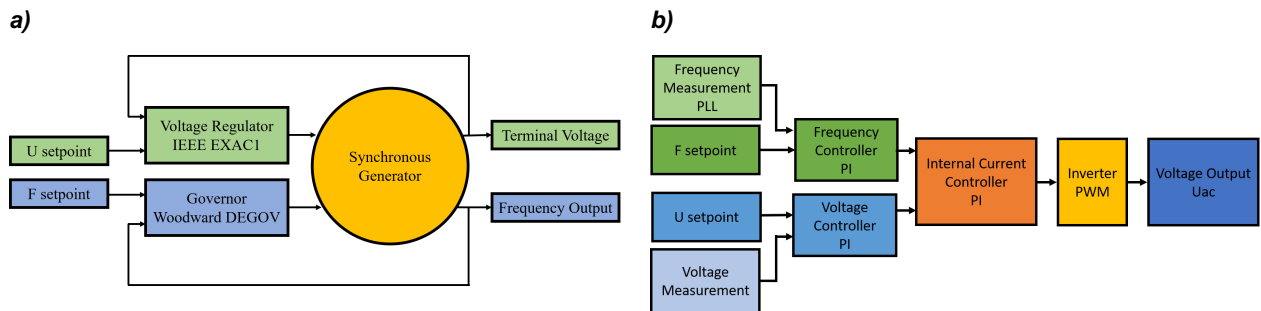 a)
U setpoint
F setpoint
Voltage Regulator
IEEE EXAC1
Governor
Woodward DEGOV
Synchronous
Generator
Terminal Voltage
Frequency Output
b)
Frequency
Measurement
PLL
F setpoint
U setpoint
Voltage
Measurement
Frequency
Controller
PI
Voltage
Controller
PI
Internal Current
Controller
PI
Inverter
PWM
Voltage Output
Uac